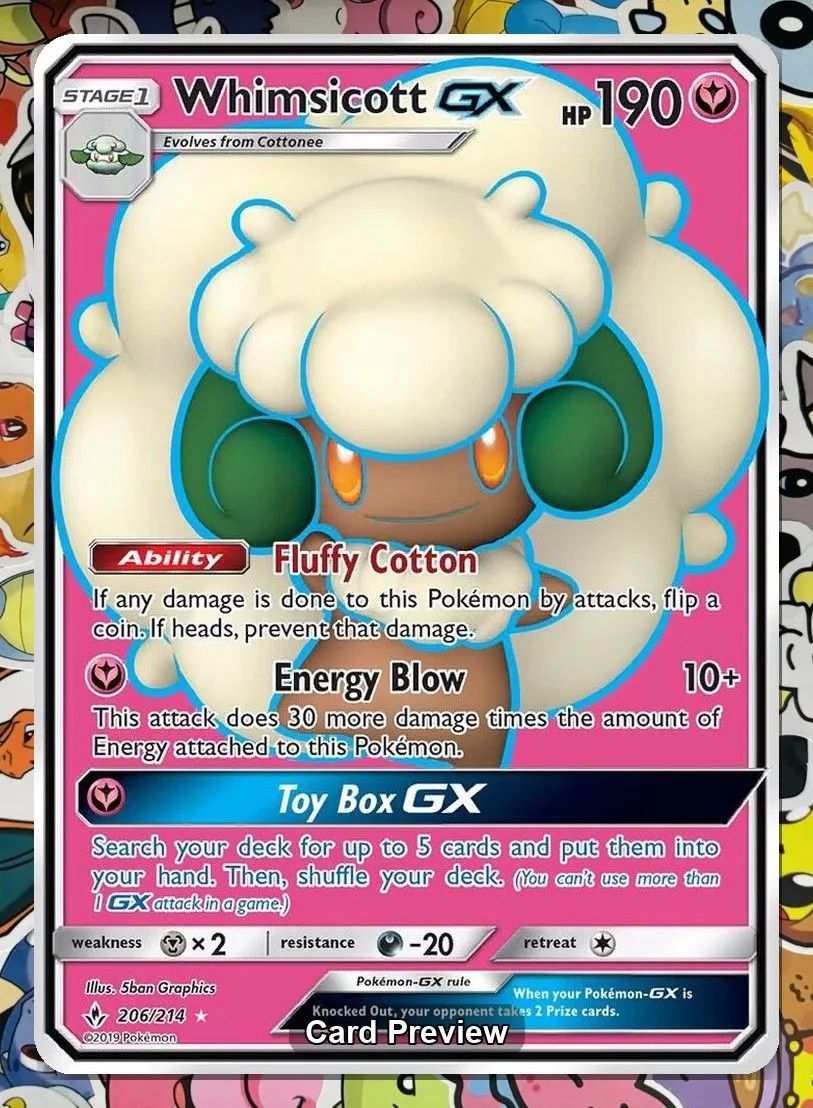 STAGE1 Whimsicott GX HP 190
Evolves from Cottonee
Ability Fluffy Cotton
If any damage is done to this Pokémon by attacks, flip a
coin. If heads, prevent that damage.
Energy Blow 10+
This attack does 30 more damage times the amount of
Energy attached to this Pokémon.
Toy Box GX
Search your deck for up to 5 cards and put them into
your hand. Then, shuffle your deck. (You can't use more than
1 GX attack in a game.)
weakness ×2 resistance -20 retreat
Illus. 5ban Graphics
Pokémon-GX rule
When your Pokémon-GX is
206/214
Knocked Out, your opponent takes 2 Prize cards.
©2019 Pokémon
Card Preview